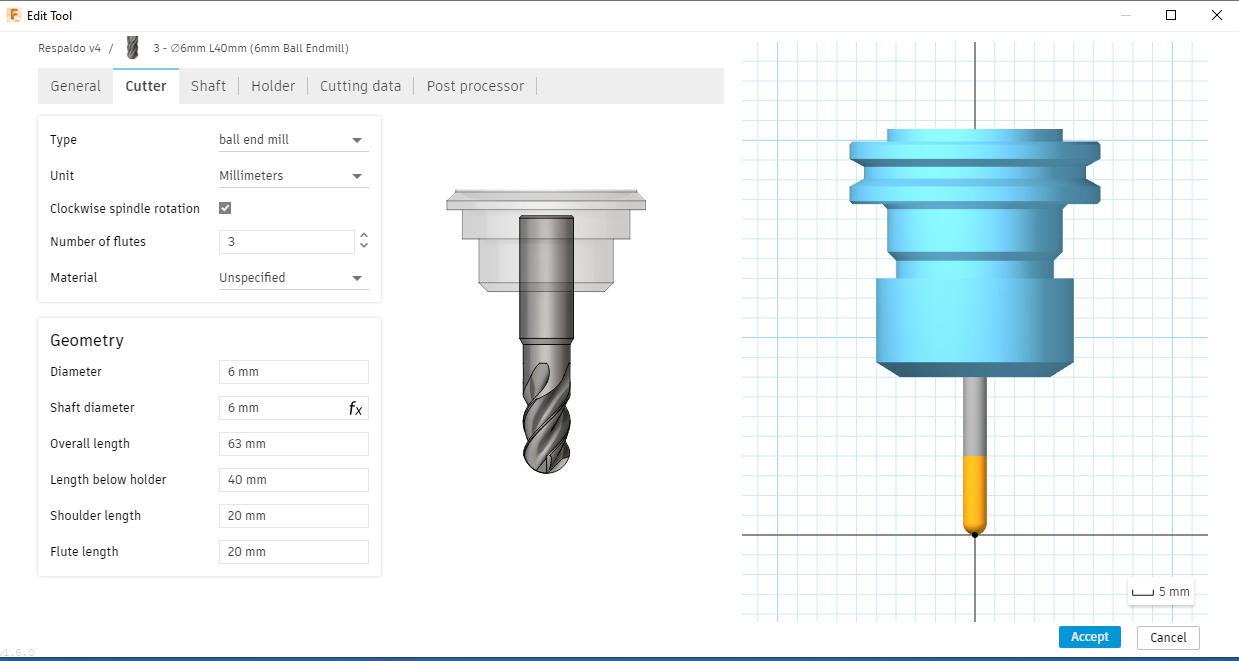 Edit Tool
Respaldo v4 / 3 - Ø6mm L40mm (6mm Ball Endmill)
General Cutter Shaft Holder Cutting data Post processor
Type ball end mill
Unit Millimeters
Clockwise spindle rotation
Number of flutes 3
Material Unspecified
Geometry
Diameter 6 mm
Shaft diameter 6 mm fx
Overall length 63 mm
Length below holder 40 mm
Shoulder length 20 mm
Flute length 20 mm
5 mm
Accept Cancel
v1.6.0